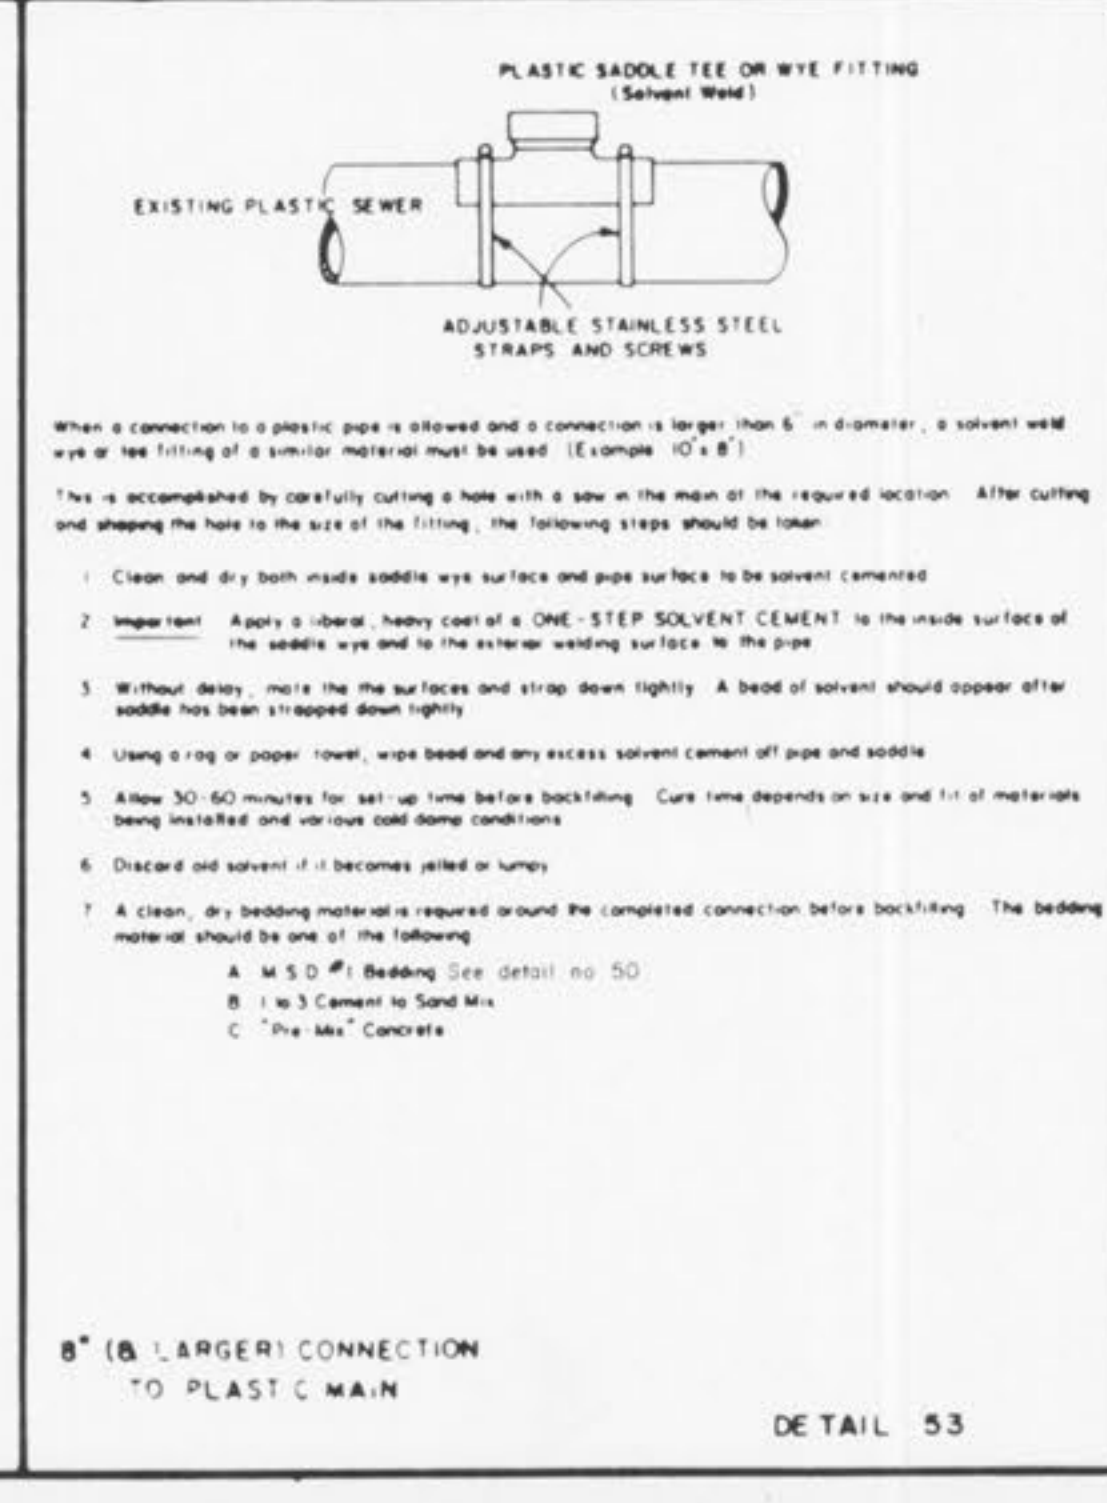 PLASTIC SADDLE TEE OR WYE FITTING
(Solvent Weld)
EXISTING PLASTIC SEWER
ADJUSTABLE STAINLESS STEEL
STRAPS AND SCREWS
When a connection to a plastic pipe is allowed and a connection is larger than 6" in diameter, a solvent weld
wye or tee fitting of a similar material must be used (Example 10"x 8")
This is accomplished by carefully cutting a hole with a saw in the main at the required location After cutting
and shaping the hole to the size of the fitting, the following steps should be taken
1 Clean and dry both inside saddle wye surface and pipe surface to be solvent cemented
2 Important Apply a liberal, heavy coat of a ONE-STEP SOLVENT CEMENT to the inside surface of
the saddle wye and to the exterior welding surface to the pipe
3 Without delay, mate the the surfaces and strap down tightly A bead of solvent should appear after
saddle has been strapped down tightly
4 Using a rag or paper towel, wipe bead and any excess solvent cement off pipe and saddle
5 Allow 30-60 minutes for set-up time before backfilling Cure time depends on size and fit of materials
being installed and various cold damp conditions
6 Discard old solvent if it becomes jelled or lumpy
7 A clean, dry bedding material is required around the completed connection before backfilling The bedding
material should be one of the following
A M S D #1 Bedding See detail no 50
B 1 to 3 Cement to Sand Mix
C "Pre-Mix" Concrete
8" (& LARGER) CONNECTION
TO PLASTIC MAIN
DETAIL 53